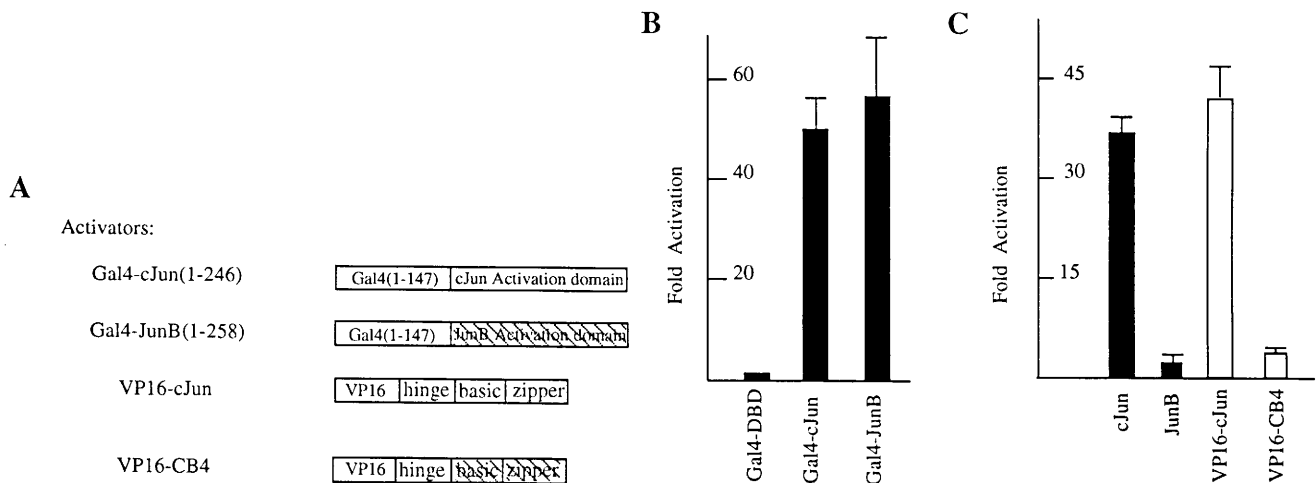 A
Activators:
Gal4-cJun(1-246)
Gal4(1-147) cJun Activation domain
Gal4-JunB(1-258)
Gal4(1-147) JunB Activation domain
VP16-cJun
VP16 hinge basic zipper
VP16-CB4
VP16 hinge basic zipper
B
Fold Activation
60
40
20
Gal4-DBD
Gal4-cJun
Gal4-JunB
C
Fold Activation
45
30
15
cJun
JunB
VP16-cJun
VP16-CB4